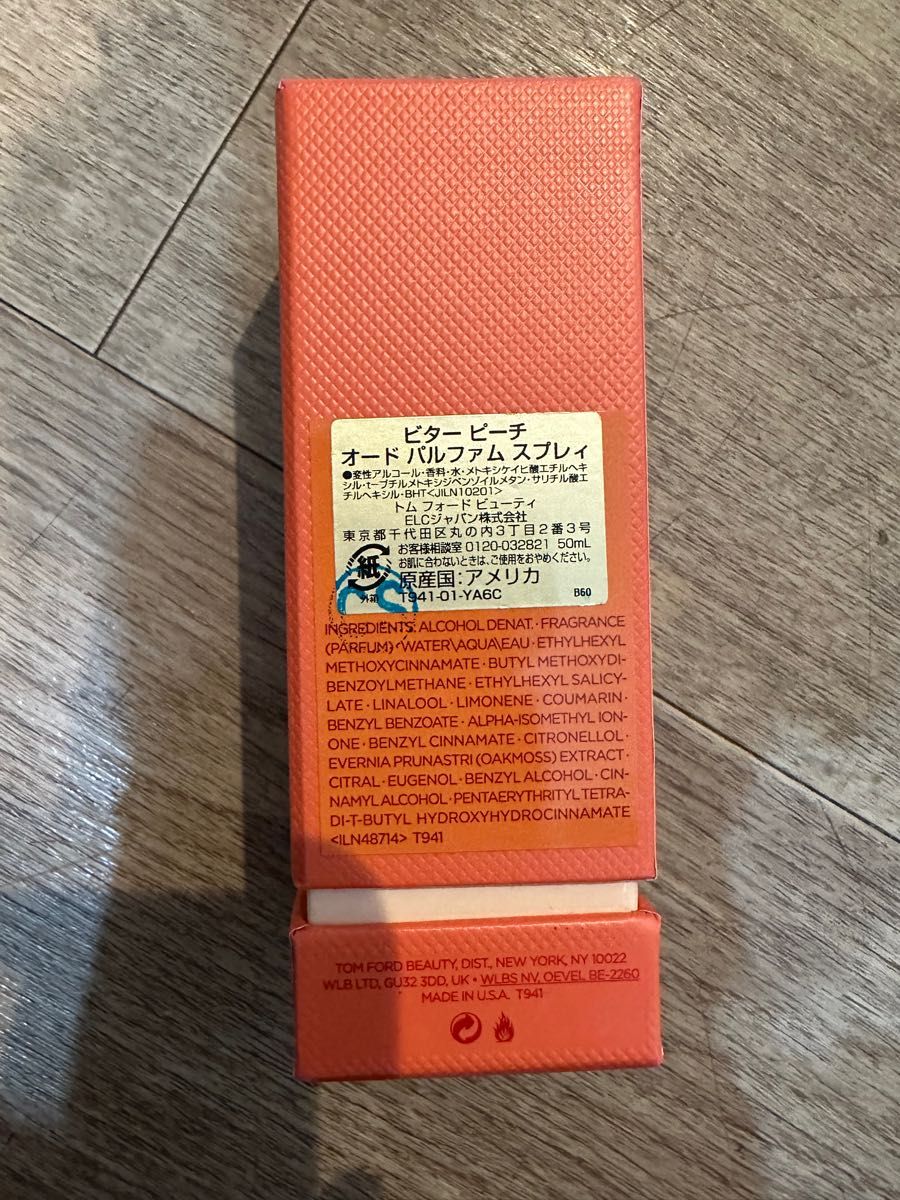 ビター ピーチ
オード パルファム スプレィ
●変性アルコール・香料・水・メトキシケイヒ酸エチルヘキ
シル・t-ブチルメトキシジベンゾイルメタン・サリチル酸エ
チルヘキシル・BHT<JILN10201>
トム フォード ビューティ
ELCジャパン株式会社
東京都千代田区丸の内3丁目2番3号
お客様相談室 0120-032821 50mL
お肌に合わないときは、ご使用をおやめください。
紙
外箱
原産国:アメリカ
T941-01-YA6C B60
INGREDIENTS: ALCOHOL DENAT. · FRAGRANCE
(PARFUM) · WATER\AQUA\EAU · ETHYLHEXYL
METHOXYCINNAMATE · BUTYL METHOXYDI-
BENZOYLMETHANE · ETHYLHEXYL SALICY-
LATE · LINALOOL · LIMONENE · COUMARIN ·
BENZYL BENZOATE · ALPHA-ISOMETHYL ION-
ONE · BENZYL CINNAMATE · CITRONELLOL ·
EVERNIA PRUNASTRI (OAKMOSS) EXTRACT ·
CITRAL · EUGENOL · BENZYL ALCOHOL · CIN-
NAMYL ALCOHOL · PENTAERYTHRITYL TETRA-
DI-T-BUTYL HYDROXYHYDROCINNAMATE
<ILN48714> T941
TOM FORD BEAUTY, DIST., NEW YORK, NY 10022
WLB LTD, GU32 3DD, UK • WLBS NV, OEVEL BE-2260
MADE IN U.S.A. T941